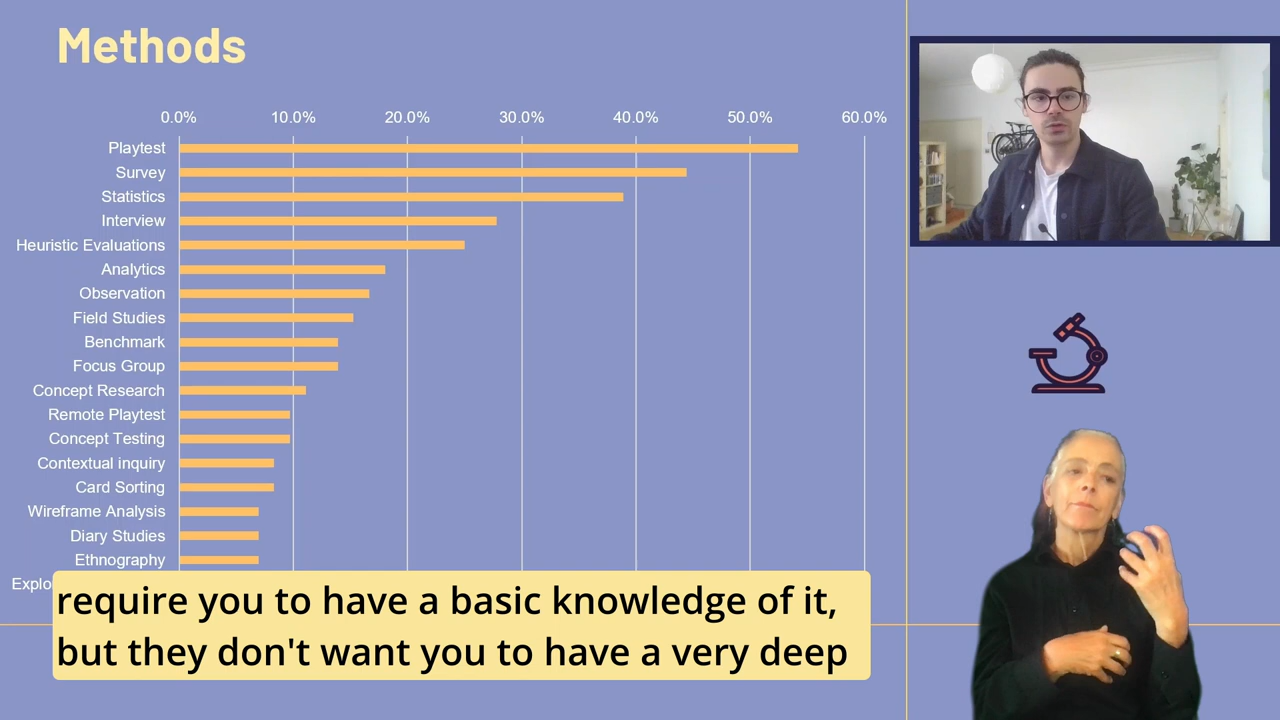 Methods
0.0% 10.0% 20.0% 30.0% 40.0% 50.0% 60.0%
Playtest
Survey
Statistics
Interview
Heuristic Evaluations
Analytics
Observation
Field Studies
Benchmark
Focus Group
Concept Research
Remote Playtest
Concept Testing
Contextual inquiry
Card Sorting
Wireframe Analysis
Diary Studies
Ethnography
require you to have a basic knowledge of it,
but they don't want you to have a very deep